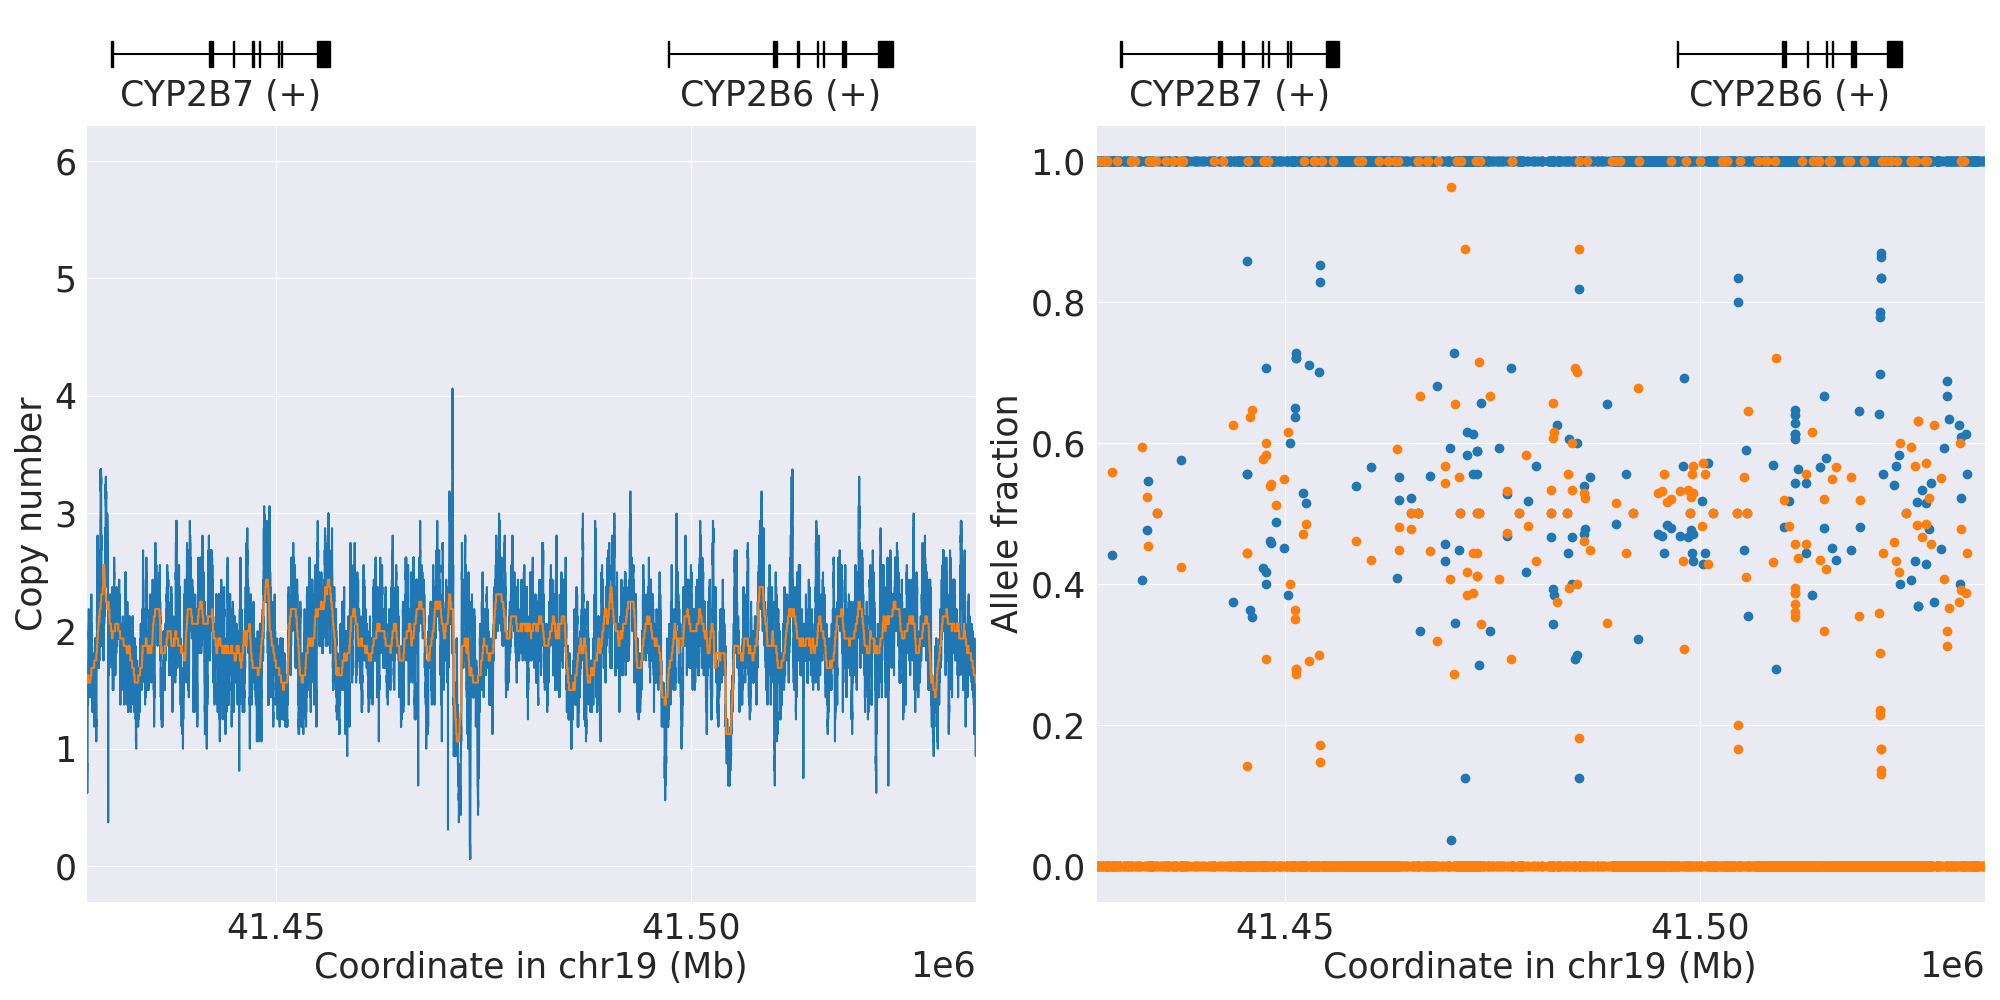 CYP2B7 (+) CYP2B6 (+)
6
5
4
3
2
1
0
Copy number
41.45 41.50
Coordinate in chr19 (Mb) 1e6
CYP2B7 (+) CYP2B6 (+)
1.0
0.8
0.6
0.4
0.2
0.0
Allele fraction
41.45 41.50
Coordinate in chr19 (Mb) 1e6